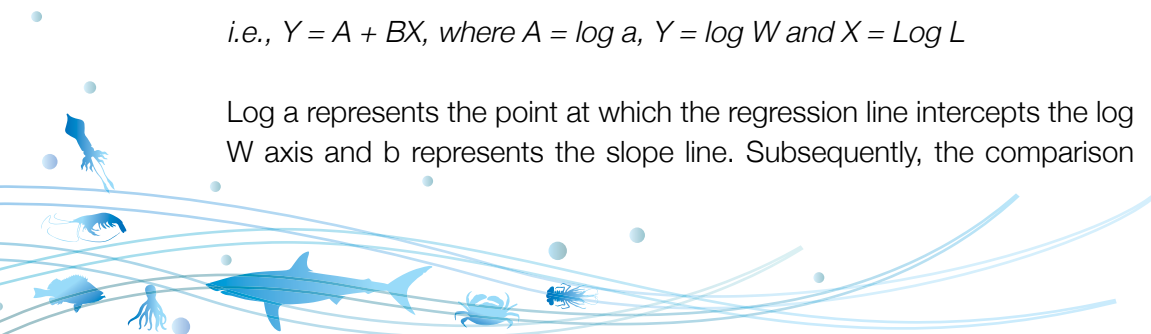 i.e., Y = A + BX, where A = log a, Y = log W and X = Log L
Log a represents the point at which the regression line intercepts the log
W axis and b represents the slope line. Subsequently, the comparison